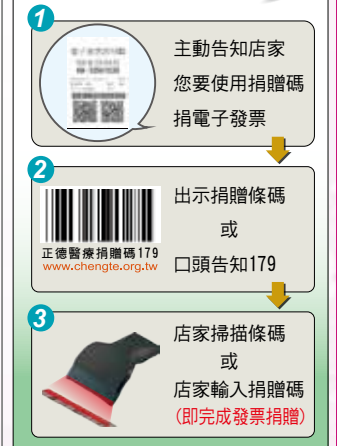 1
主動告知店家
您要使用捐贈碼
捐電子發票
2
正德醫療捐贈碼179
www.chengte.org.tw
出示捐贈條碼
或
口頭告知179
3
店家掃描條碼
或
店家輸入捐贈碼
(即完成發票捐贈)